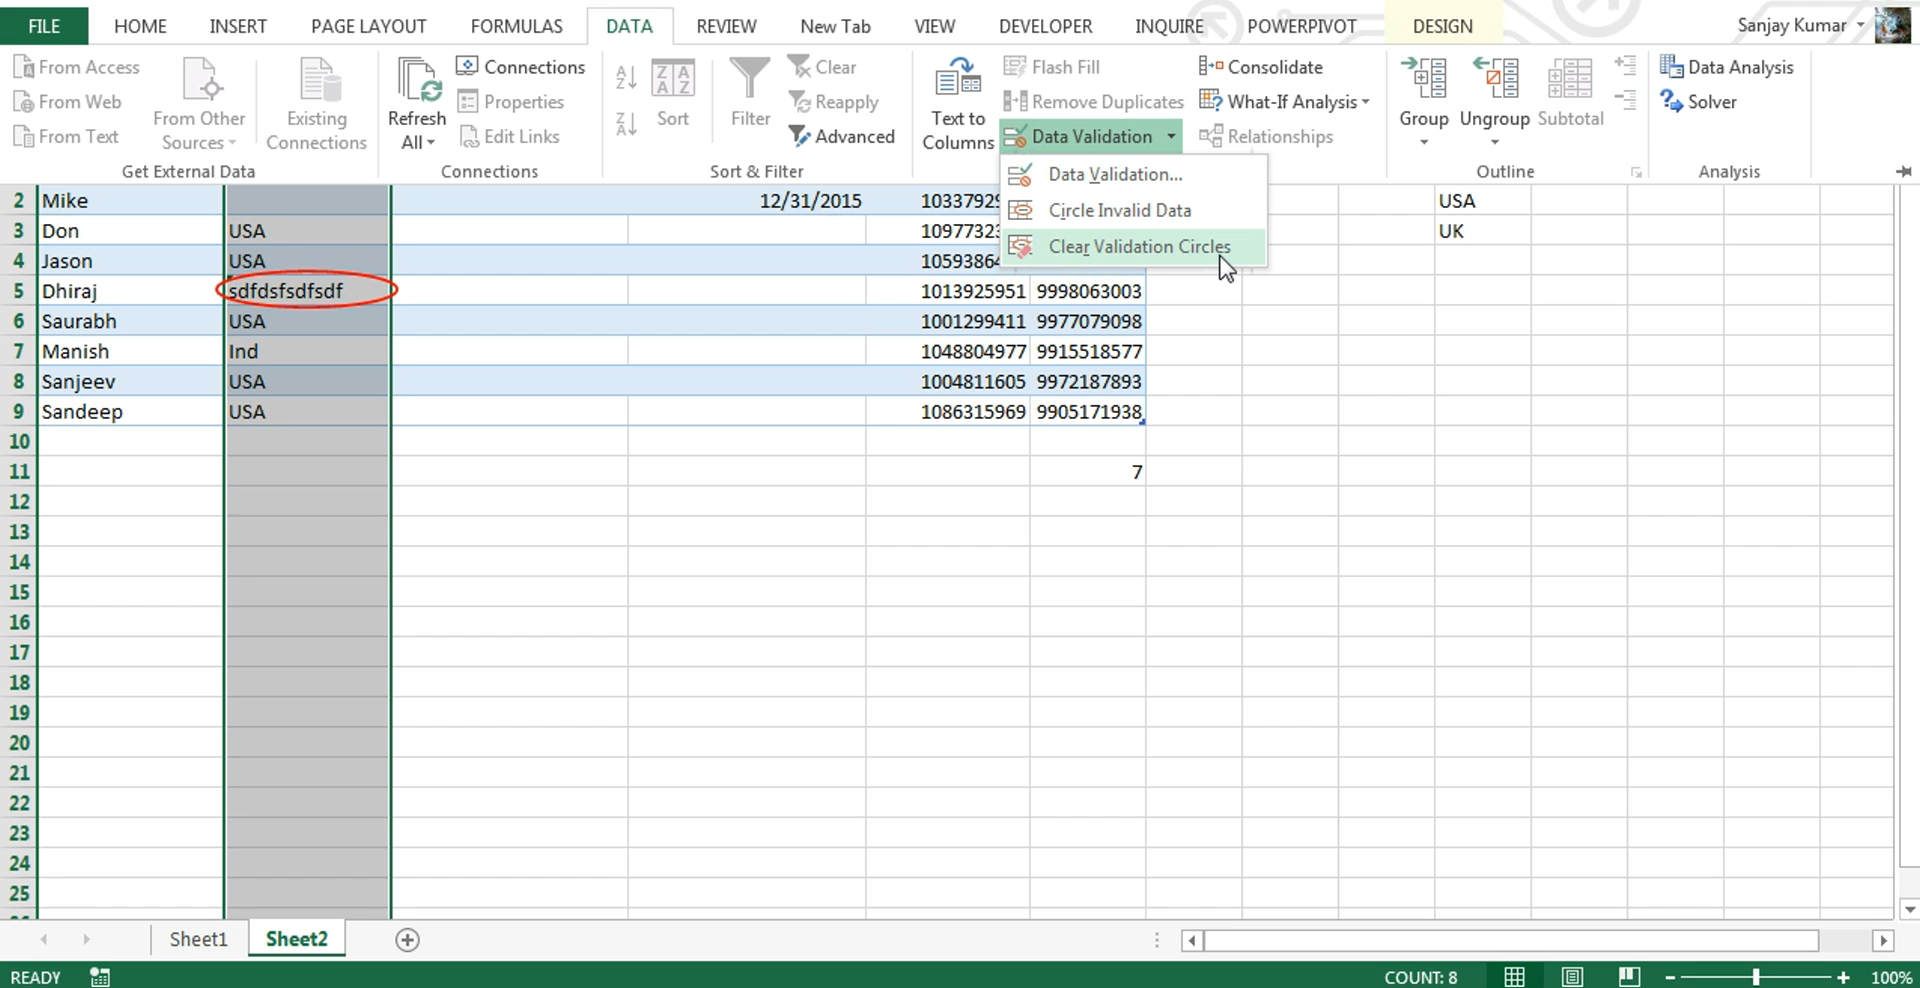 FILE HOME INSERT PAGE LAYOUT FORMULAS DATA REVIEW New Tab VIEW DEVELOPER INQUIRE POWERPIVOT DESIGN Sanjay Kumar
From Access
From Web
From Text
From Other
Sources
Existing
Connections
Get External Data
Refresh
All
Connections
Properties
Edit Links
Connections
Sort
Filter
Clear
Reapply
Advanced
Sort & Filter
Text to
Columns
Flash Fill
Remove Duplicates
Data Validation
Consolidate
What-If Analysis
Relationships
Data Validation...
Circle Invalid Data
Clear Validation Circles
Group
Ungroup
Subtotal
Outline
Data Analysis
Solver
Analysis
2 Mike 12/31/2015 USA
3 Don USA UK
4 Jason USA
5 Dhiraj sdfdsfsdfsdf 1013925951 9998063003
6 Saurabh USA 1001299411 9977079098
7 Manish Ind 1048804977 9915518577
8 Sanjeev USA 1004811605 9972187893
9 Sandeep USA 1086315969 9905171938
10
11 7
12
13
14
15
16
17
18
19
20
21
22
23
24
25
Sheet1 Sheet2
READY COUNT: 8 100%